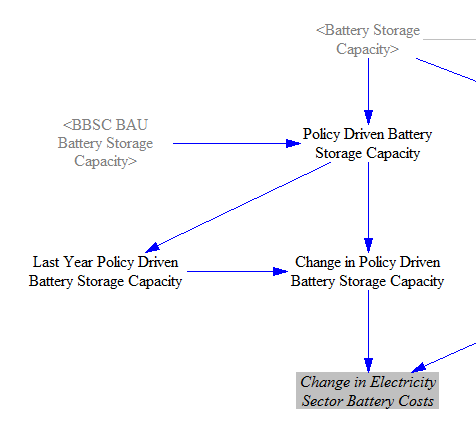 <Battery Storage
Capacity>
<BBSC BAU
Battery Storage
Capacity>
Policy Driven Battery
Storage Capacity
Last Year Policy Driven
Battery Storage Capacity
Change in Policy Driven
Battery Storage Capacity
Change in Electricity
Sector Battery Costs